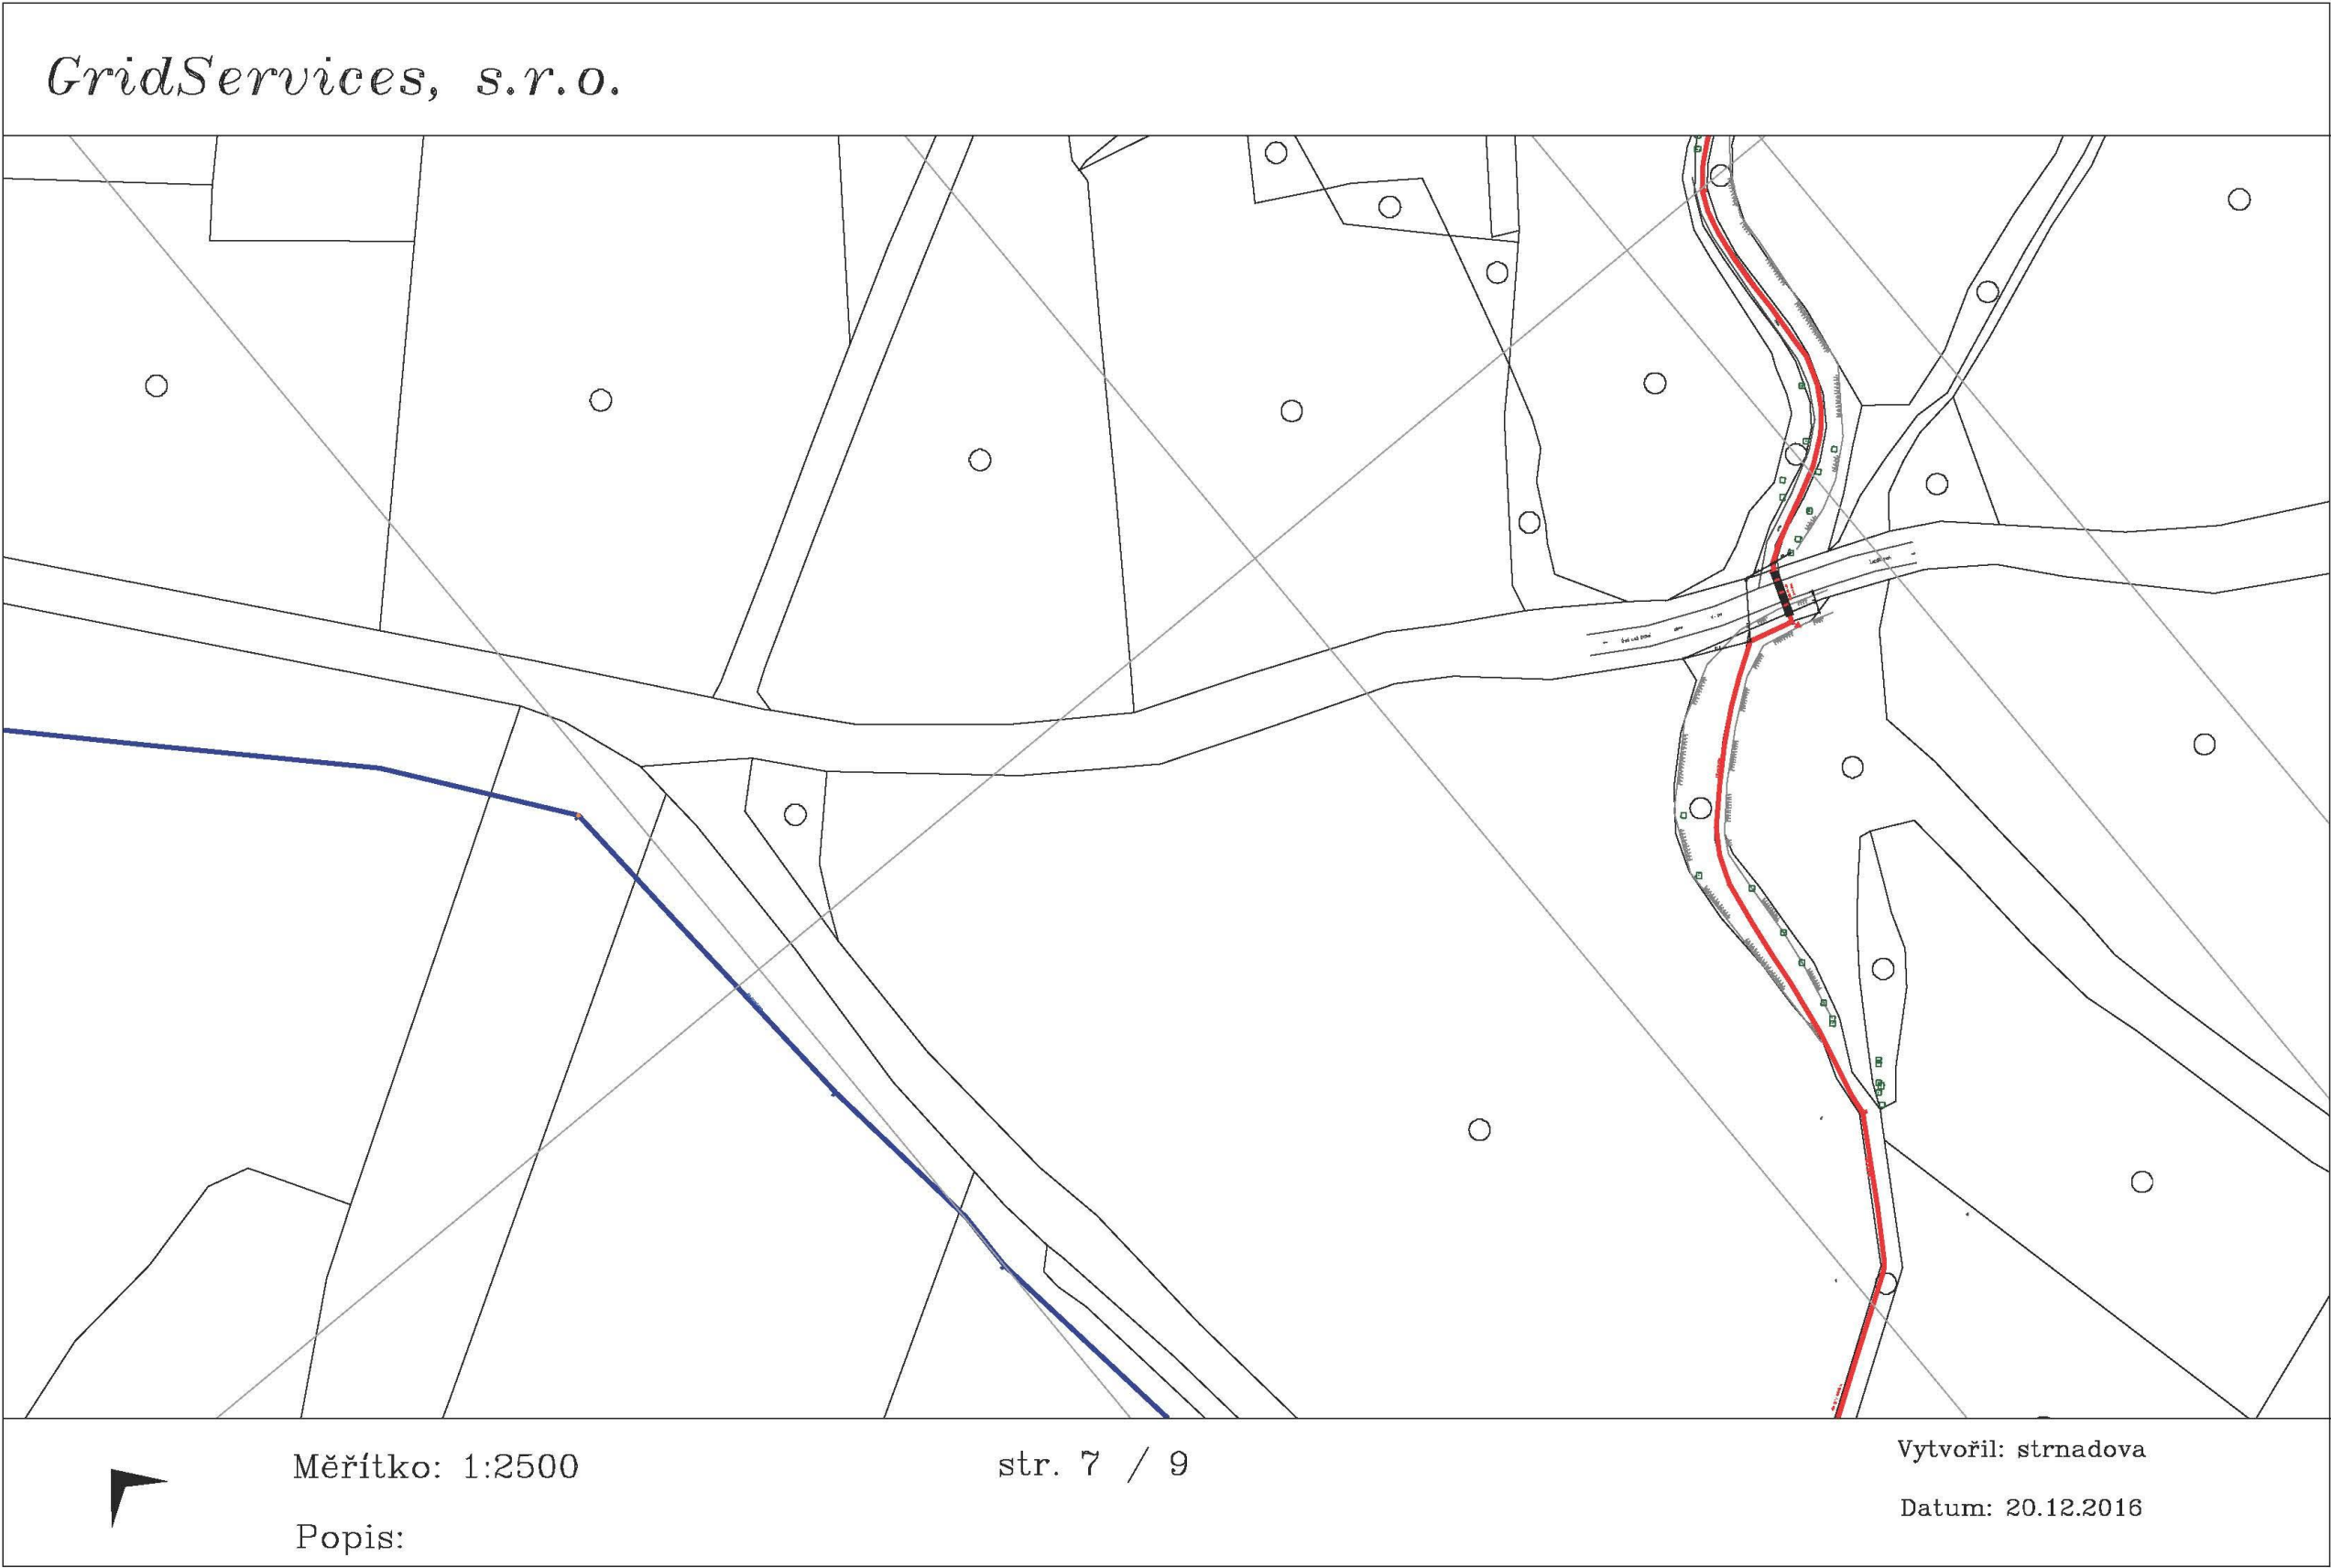 GridServices, s.r.o.
Měřítko: 1:2500
str. 7 / 9
Vytvořil: strnadova
Datum: 20.12.2016
Popis: